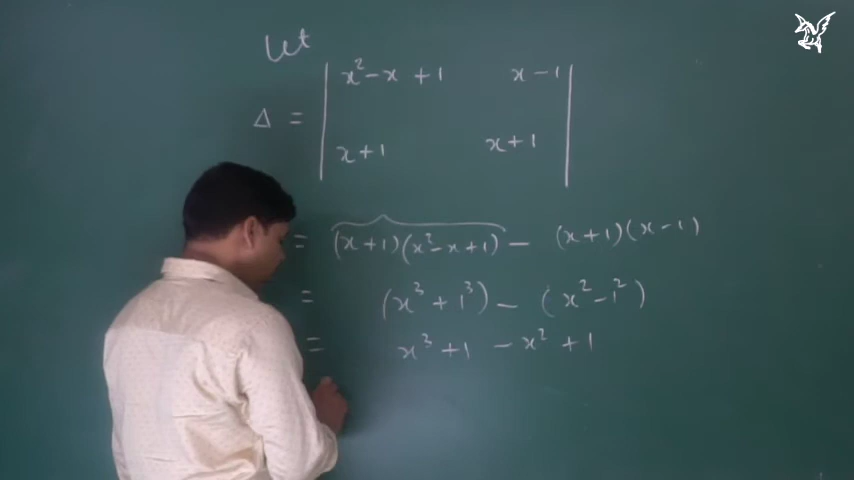 Let
x² - x + 1   x - 1
Δ =
x + 1   x + 1
= (x + 1)(x² - x + 1) - (x + 1)(x - 1)
= (x³ + 1³) - (x² - 1²)
= x³ + 1 - x² + 1